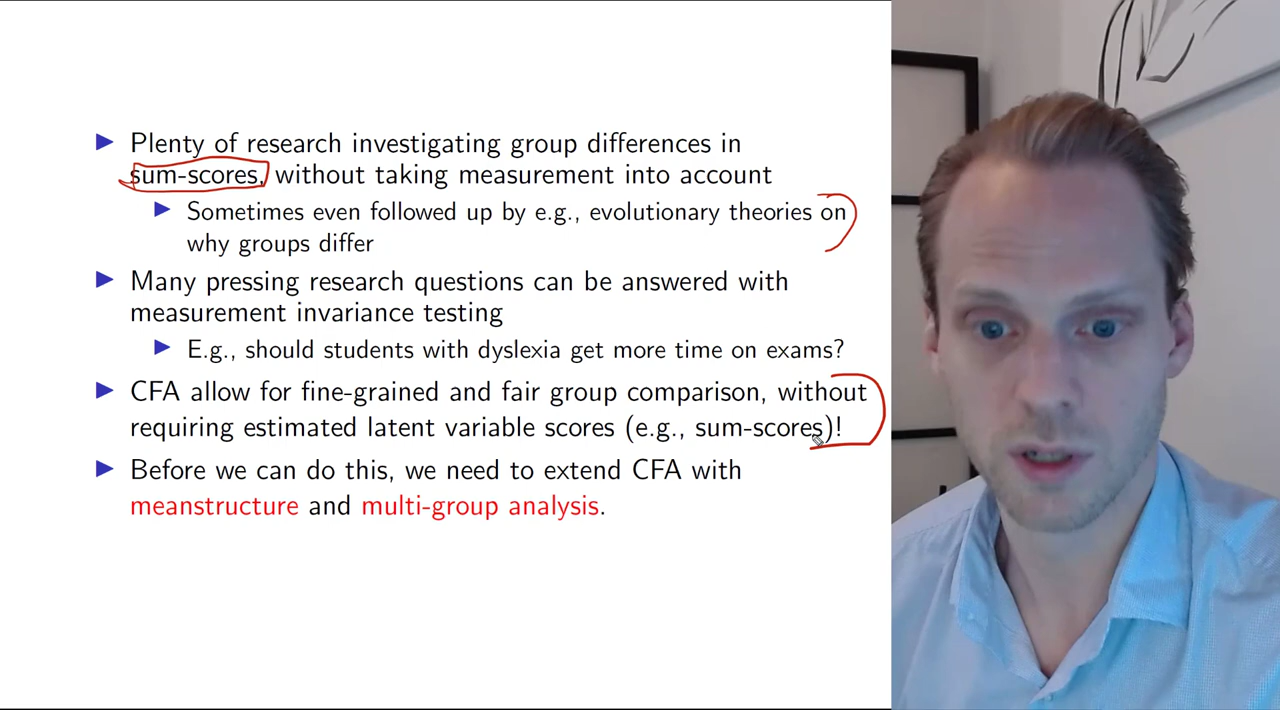 Plenty of research investigating group differences in
sum-scores, without taking measurement into account
Sometimes even followed up by e.g., evolutionary theories on
why groups differ
Many pressing research questions can be answered with
measurement invariance testing
E.g., should students with dyslexia get more time on exams?
CFA allow for fine-grained and fair group comparison, without
requiring estimated latent variable scores (e.g., sum-scores)!
Before we can do this, we need to extend CFA with
meanstructure and multi-group analysis.